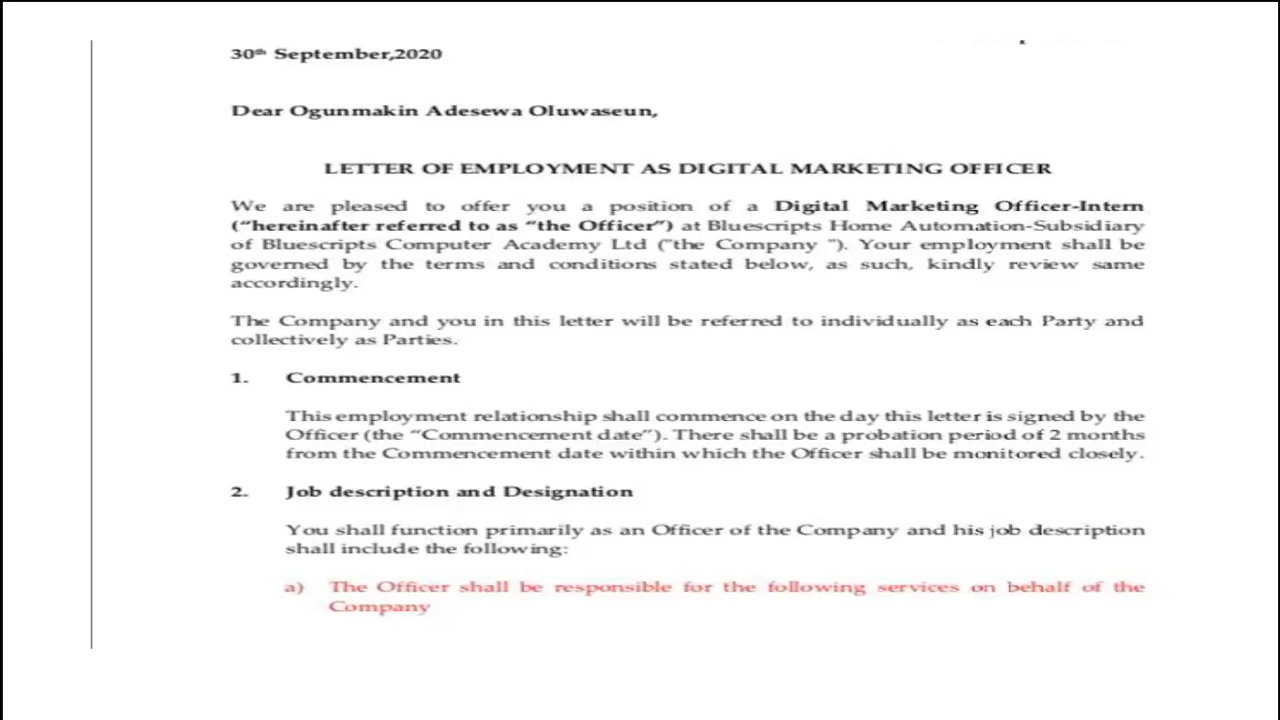 30th September,2020
Dear Ogunmakin Adesewa Oluwaseun,
LETTER OF EMPLOYMENT AS DIGITAL MARKETING OFFICER
We are pleased to offer you a position of a Digital Marketing Officer-Intern
(“hereinafter referred to as “the Officer”) at Bluescripts Home Automation-Subsidiary
of Bluescripts Computer Academy Ltd ("the Company "). Your employment shall be
governed by the terms and conditions stated below, as such, kindly review same
accordingly.
The Company and you in this letter will be referred to individually as each Party and
collectively as Parties.
1. Commencement
This employment relationship shall commence on the day this letter is signed by the
Officer (the “Commencement date”). There shall be a probation period of 2 months
from the Commencement date within which the Officer shall be monitored closely.
2. Job description and Designation
You shall function primarily as an Officer of the Company and his job description
shall include the following:
a) The Officer shall be responsible for the following services on behalf of the
Company